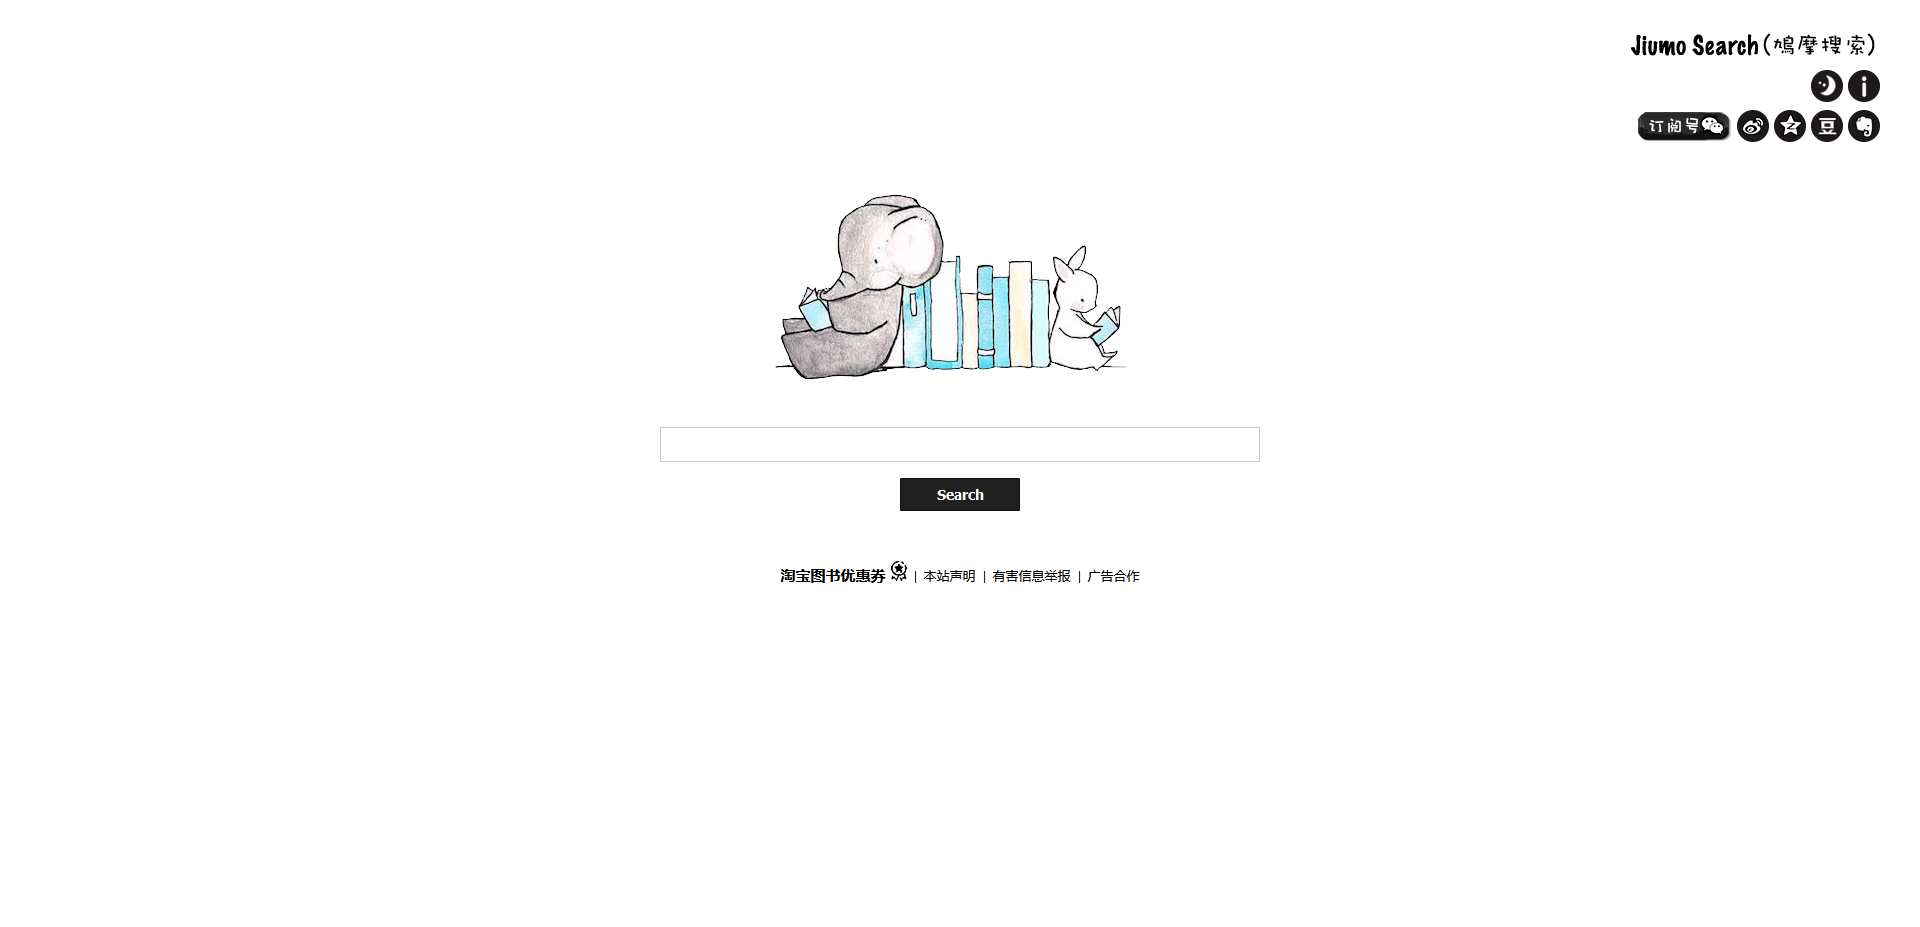 Jiumo Search (鸠摩搜索)
订阅号
豆
Search
淘宝图书优惠券 | 本站声明 | 有害信息举报 | 广告合作